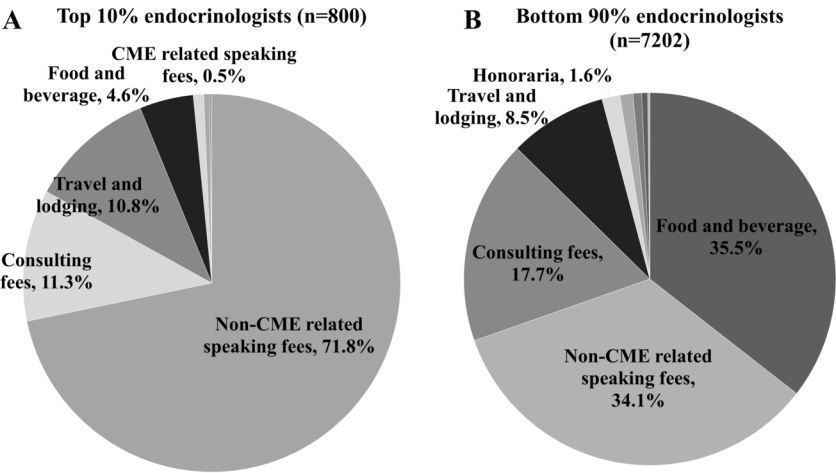 A
Top 10% endocrinologists (n=800)
CME related speaking
fees, 0.5%
Food and
beverage, 4.6%
Travel and
lodging, 10.8%
Consulting
fees, 11.3%
Non-CME related
speaking fees, 71.8%
B
Bottom 90% endocrinologists
(n=7202)
Honoraria, 1.6%
Travel and
lodging, 8.5%
Food and beverage,
35.5%
Consulting fees,
17.7%
Non-CME related
speaking fees,
34.1%